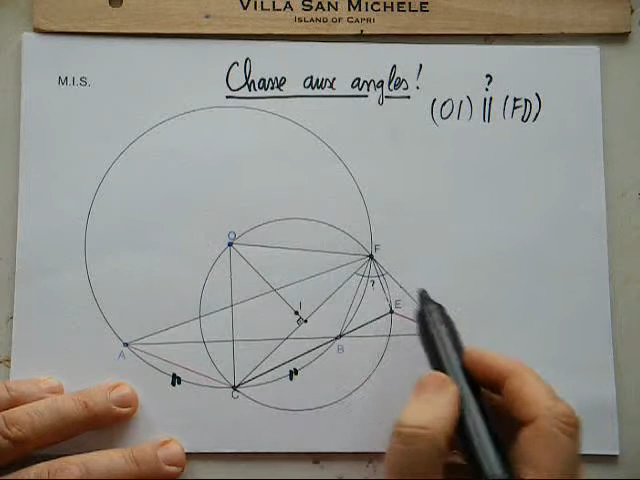 VILLA SAN MICHELE
ISLAND OF CAPRI
M.I.S.
Chasse aux angles!
?
(OI) || (FD)
O
F
I
?
E
A
B
C